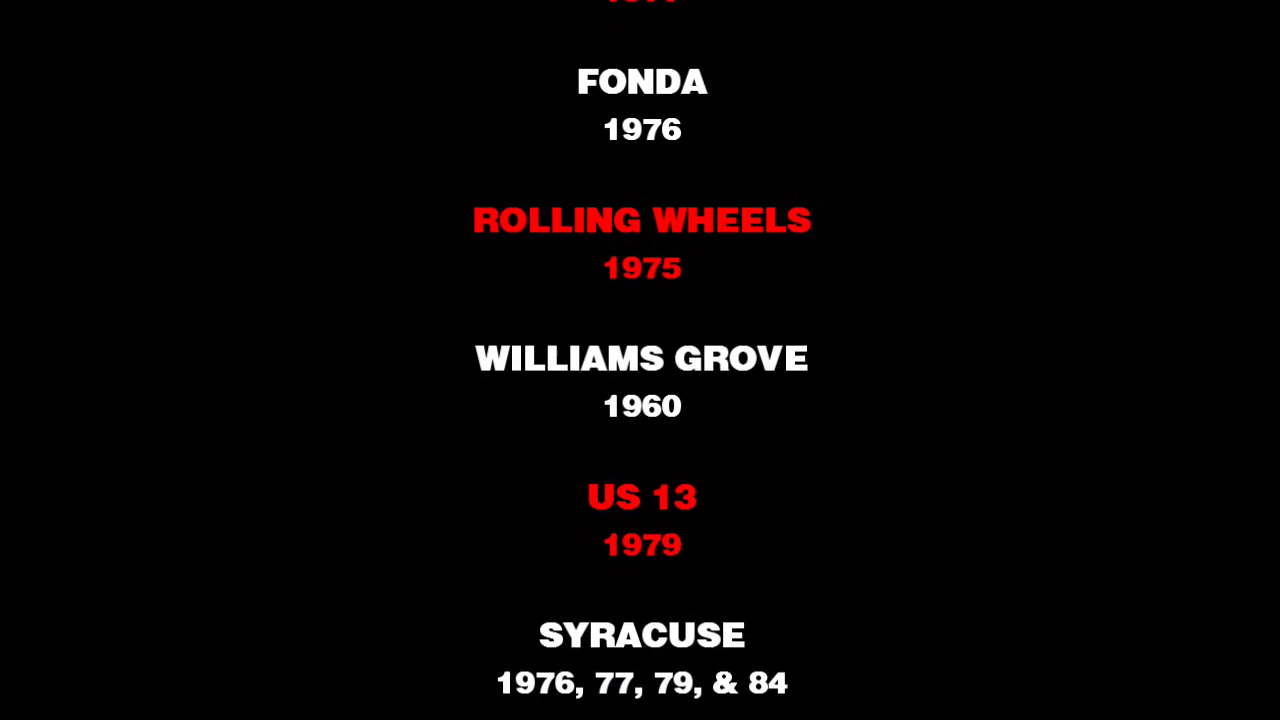 FONDA
1976
ROLLING WHEELS
1975
WILLIAMS GROVE
1960
US 13
1979
SYRACUSE
1976, 77, 79, & 84